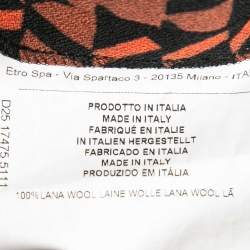 Etro Spa - Via Spartaco 3 - 20135 Milano - ITA
PRODOTTO IN ITALIA
MADE IN ITALY
FABRIQUÉ EN ITALIE
IN ITALIEN HERGESTELLT
FABRICADO EN ITALIA
MADE IN ITALY
PRODUZIDO EM ITÁLIA
100% LANA WOOL LAINE WOLLE LANA WOOL LÃ
D25 17475 5111